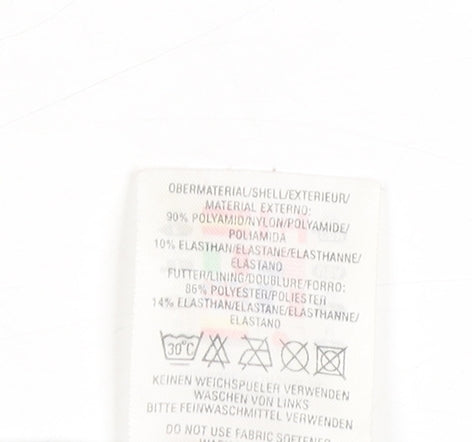 OBERMATERIAL/SHELL/EXTERIEUR/
MATERIAL EXTERNO:
90% POLYAMID/NYLON/POLYAMIDE/
POLIAMIDA
10% ELASTHAN/ELASTANE/ELASTHANNE/
ELASTANO
FUTTER/LINING/DOUBLURE/FORRO:
86% POLYESTER/POLIESTER
14% ELASTHAN/ELASTANE/ELASTHANNE/
ELASTANO
30°C
KEINEN WEICHSPUELER VERWENDEN
WASCHEN VON LINKS
BITTE FEINWASCHMITTEL VERWENDEN
DO NOT USE FABRIC SOFTENER